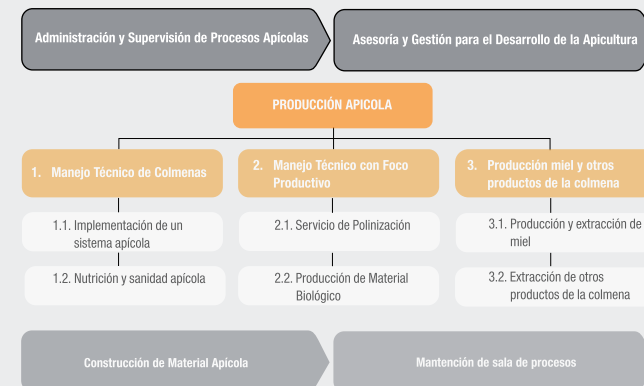 Administración y Supervisión de Procesos Apícolas
Asesoría y Gestión para el Desarrollo de la Apicultura
PRODUCCIÓN APICOLA
1. Manejo Técnico de Colmenas
2. Manejo Técnico con Foco
Productivo
3. Producción miel y otros
productos de la colmena
1.1. Implementación de un
sistema apícola
2.1. Servicio de Polinización
3.1. Producción y extracción de
miel
1.2. Nutrición y sanidad apícola
2.2. Producción de Material
Biológico
3.2. Extracción de otros
productos de la colmena
Construcción de Material Apícola
Mantención de sala de procesos